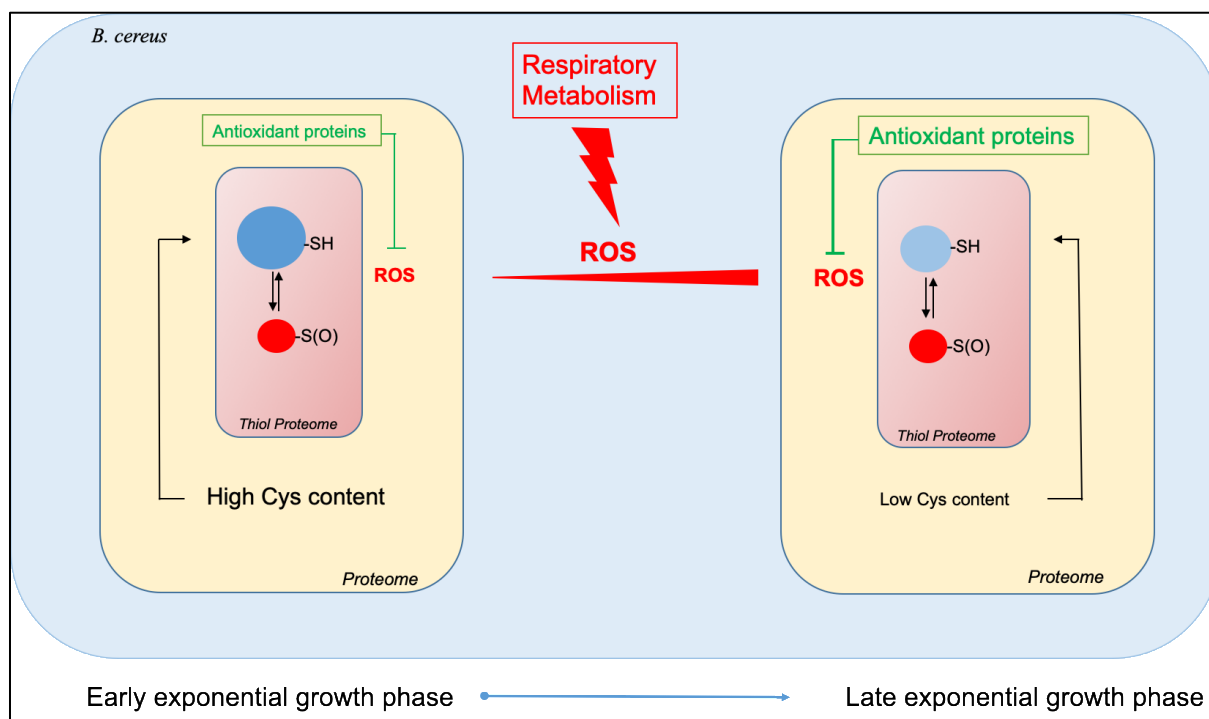 B. cereus
Respiratory
Metabolism
ROS
Antioxidant proteins
-SH
ROS
-S(O)
Thiol Proteome
High Cys content
Proteome
Antioxidant proteins
ROS
-SH
-S(O)
Thiol Proteome
Low Cys content
Proteome
Early exponential growth phase
Late exponential growth phase